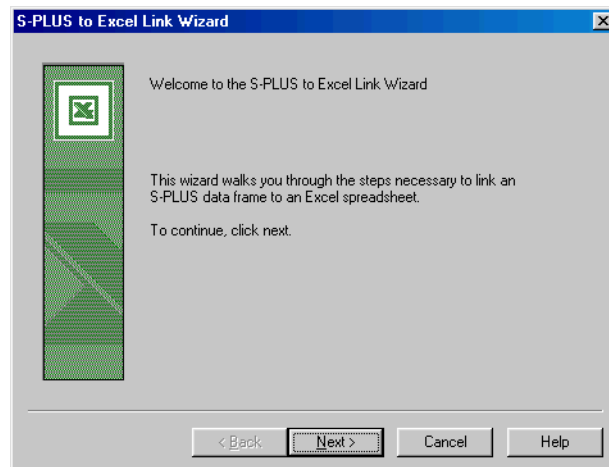 S-PLUS to Excel Link Wizard
Welcome to the S-PLUS to Excel Link Wizard
This wizard walks you through the steps necessary to link an
S-PLUS data frame to an Excel spreadsheet.
To continue, click next.
< Back
Next >
Cancel
Help